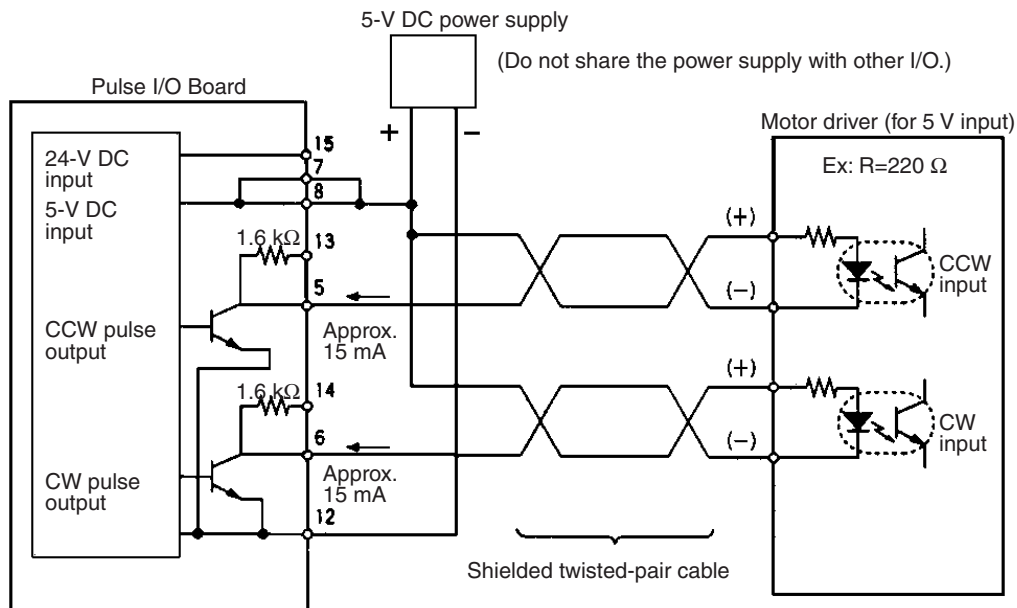 5-V DC power supply
(Do not share the power supply with other I/O.)
Pulse I/O Board
+
−
Motor driver (for 5 V input)
Ex: R=220 Ω
24-V DC
input
5-V DC
input
15
7
8
1.6 kΩ
13
5
CCW pulse
output
Approx.
15 mA
1.6 kΩ
14
6
CW pulse
output
Approx.
15 mA
12
(+)
(−)
CCW
input
(+)
(−)
CW
input
Shielded twisted-pair cable